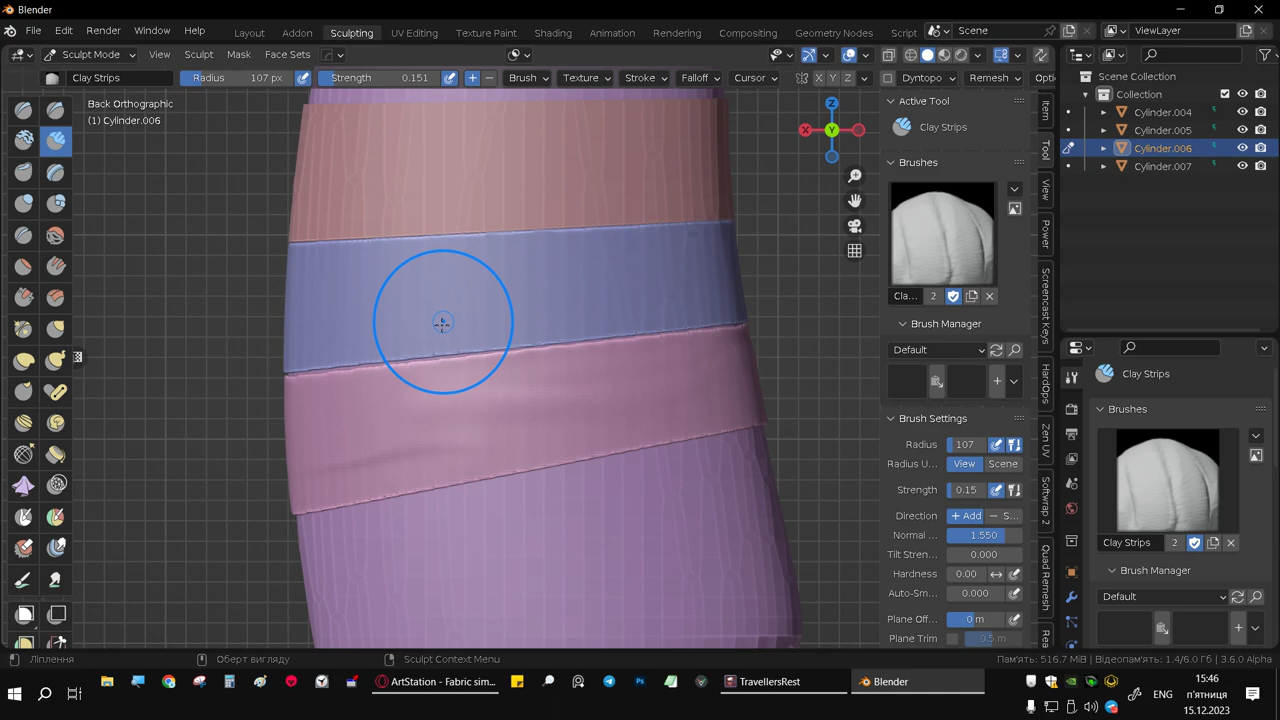 Blender
File Edit Render Window Help Layout Addon Modeling Sculpting UV Editing Texture Paint Shading Animation Rendering Compositing Geometry Nodes Scene ViewLayer
Sculpt Mode View Sculpt Mask Face Sets
Clay Strips Radius 107 px Strength 0.151 Brush Texture Stroke Falloff Cursor X Y Z Dyntopo Remesh Opti
Back Orthographic
(1) Cylinder.006
Z
X Y
Active Tool
Clay Strips
Brushes
Cla... 2
Brush Manager
Default
Brush Settings
Radius 107
Radius U... View Scene
Strength 0.15
Direction + Add − S...
Normal ... 1.550
Tilt Stren... 0.000
Hardness 0.00
Auto-Sm... 0.000
Plane Off... 0 m
Plane Trim 0.5 m
Item
Tool
View
Power
Screencast Keys
HardOps
Zen UV
Softwrap 2
Quad Remesh
Rea
Scene Collection
Collection
Cylinder.004
Cylinder.005
Cylinder.006
Cylinder.007
Clay Strips
Brushes
Clay Strips 2
Brush Manager
Default
Ліплення Оберт вигляду Sculpt Context Menu Пам'ять: 516.7 MiB | Відеопам'ять: 1.4/6.0 Гб | 3.6.0 Alpha
ArtStation - Fabric sim... TravellersRest Blender
ENG
15:46
п'ятниця
15.12.2023